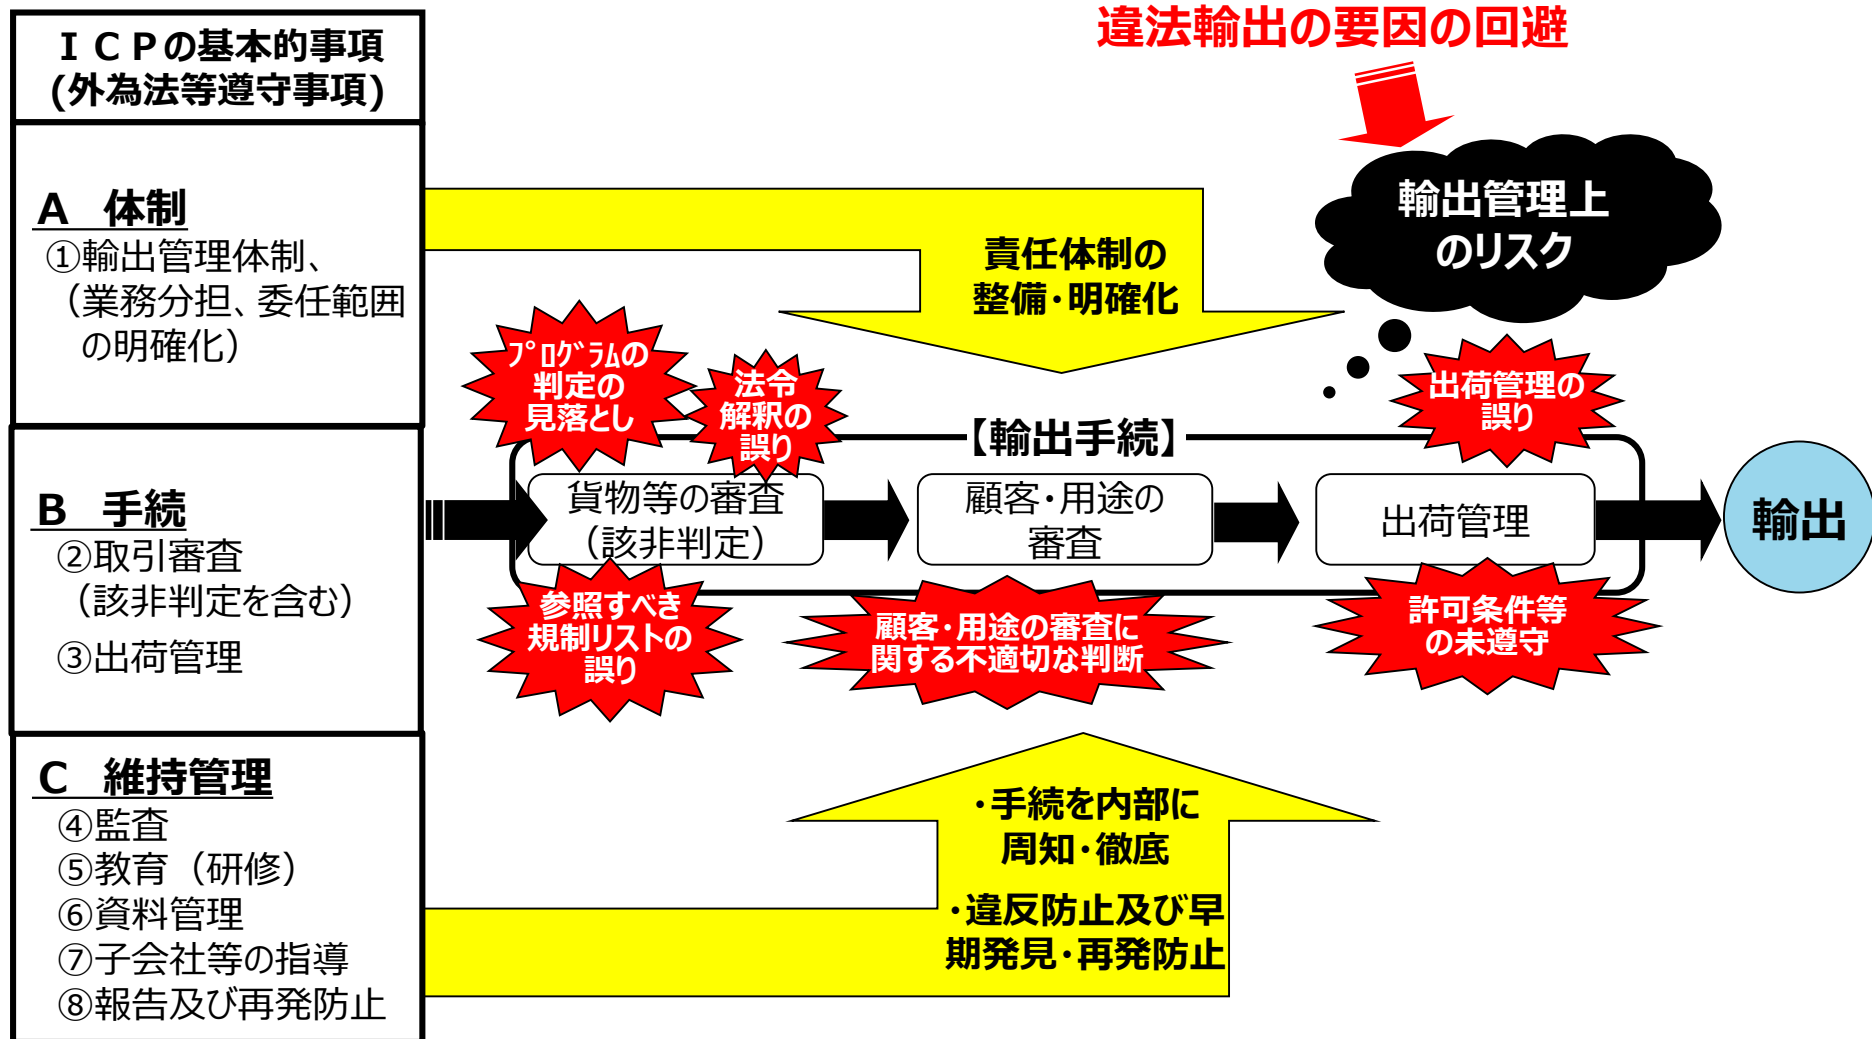 違法輸出の要因の回避
ＩＣＰの基本的事項
(外為法等遵守事項)
A 体制
①輸出管理体制、
（業務分担、委任範囲
の明確化）
B 手続
②取引審査
（該非判定を含む）
③出荷管理
C 維持管理
④監査
⑤教育（研修）
⑥資料管理
⑦子会社等の指導
⑧報告及び再発防止
責任体制の
整備・明確化
輸出管理上
のリスク
ﾌﾟﾛｸﾞﾗﾑの
判定の
見落とし
法令
解釈の
誤り
出荷管理の
誤り
【輸出手続】
貨物等の審査
（該非判定）
顧客・用途の
審査
出荷管理
輸出
参照すべき
規制リストの
誤り
顧客・用途の審査に
関する不適切な判断
許可条件等
の未遵守
・手続を内部に
周知・徹底
・違反防止及び早
期発見・再発防止